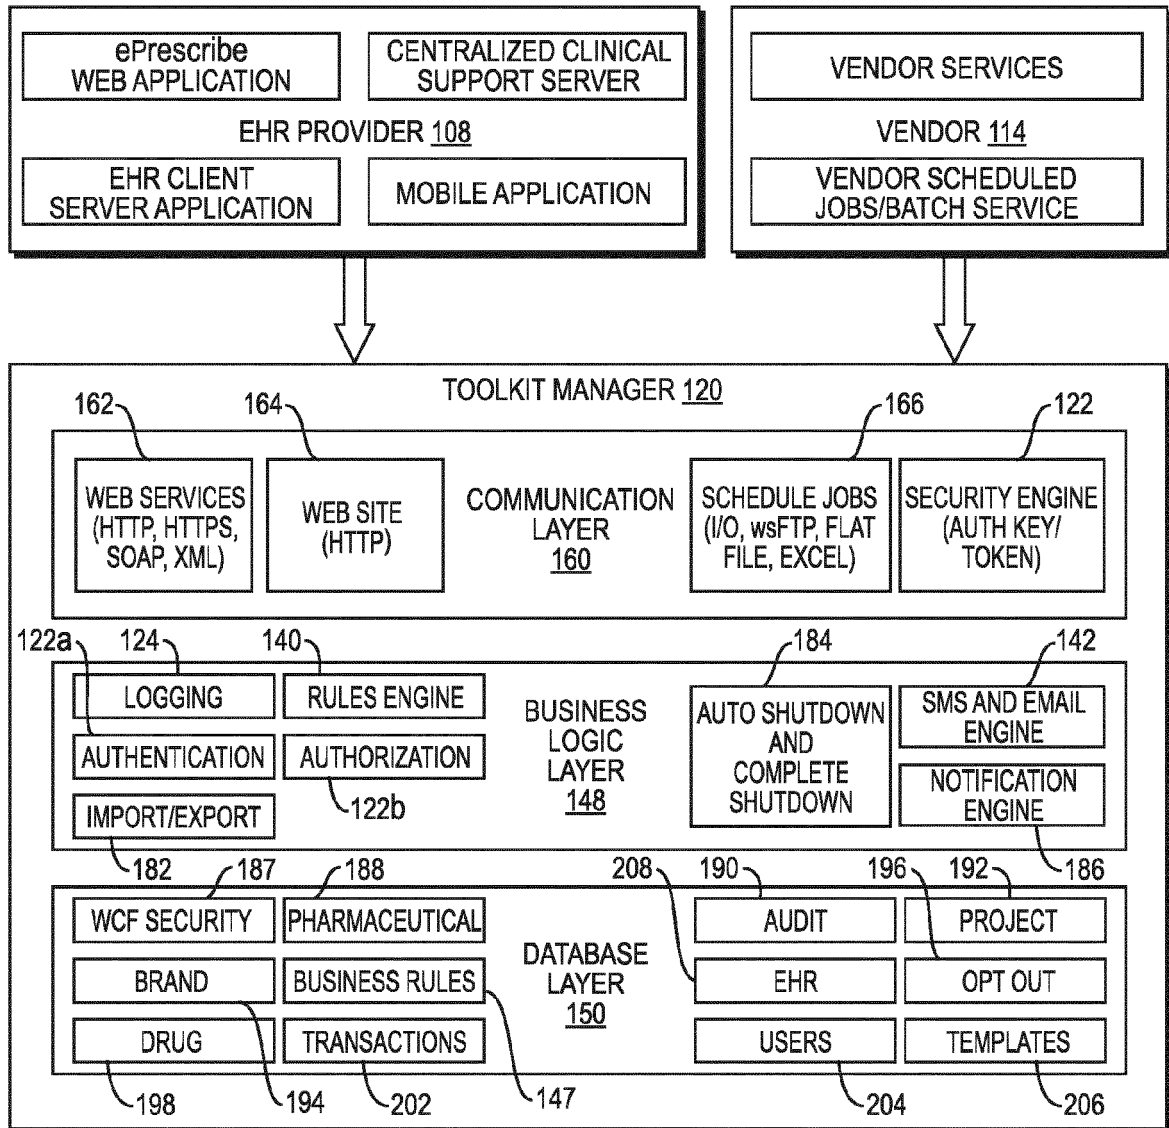 ePrescribe
WEB APPLICATION
CENTRALIZED CLINICAL
SUPPORT SERVER
EHR PROVIDER 108
EHR CLIENT
SERVER APPLICATION
MOBILE APPLICATION
VENDOR SERVICES
VENDOR 114
VENDOR SCHEDULED
JOBS/BATCH SERVICE
TOOLKIT MANAGER 120
162
164
166
122
WEB SERVICES
(HTTP, HTTPS,
SOAP, XML)
WEB SITE
(HTTP)
COMMUNICATION
LAYER
160
SCHEDULE JOBS
(I/O, wsFTP, FLAT
FILE, EXCEL)
SECURITY ENGINE
(AUTH KEY/
TOKEN)
122a
124
140
184
142
LOGGING
RULES ENGINE
AUTHENTICATION
AUTHORIZATION
IMPORT/EXPORT
122b
BUSINESS
LOGIC
LAYER
148
AUTO SHUTDOWN
AND
COMPLETE
SHUTDOWN
SMS AND EMAIL
ENGINE
NOTIFICATION
ENGINE
182
187
188
208
190
196
192
186
WCF SECURITY
PHARMACEUTICAL
BRAND
BUSINESS RULES
DRUG
TRANSACTIONS
DATABASE
LAYER
150
AUDIT
PROJECT
EHR
OPT OUT
USERS
TEMPLATES
198
194
202
147
204
206